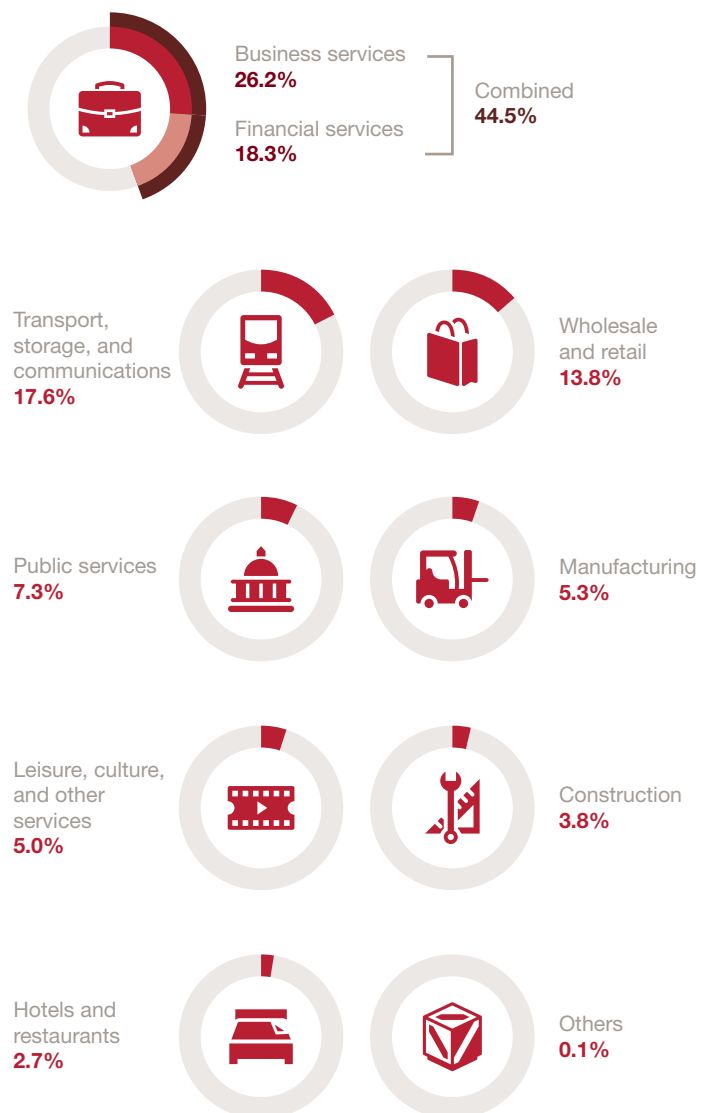 Business services
26.2%
Financial services
18.3%
Combined
44.5%
Transport,
storage, and
communications
17.6%
Wholesale
and retail
13.8%
Public services
7.3%
Manufacturing
5.3%
Leisure, culture,
and other
services
5.0%
Construction
3.8%
Hotels and
restaurants
2.7%
Others
0.1%